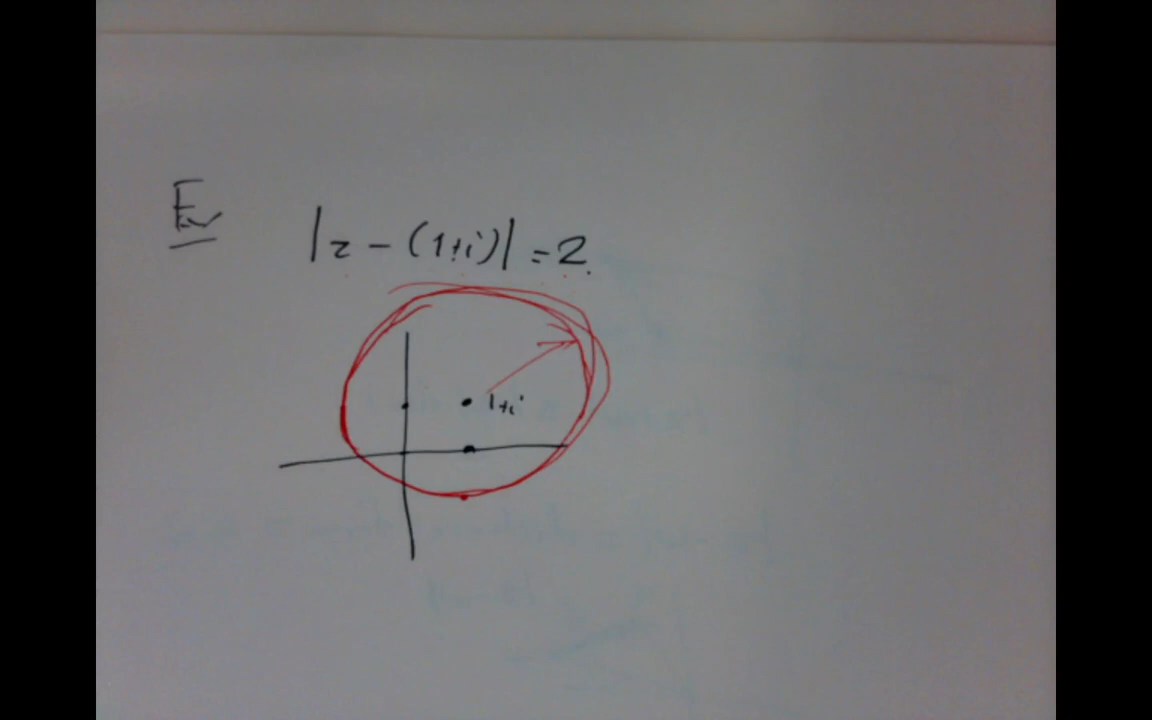 Ex
|z - (1+i)| = 2.
1+i